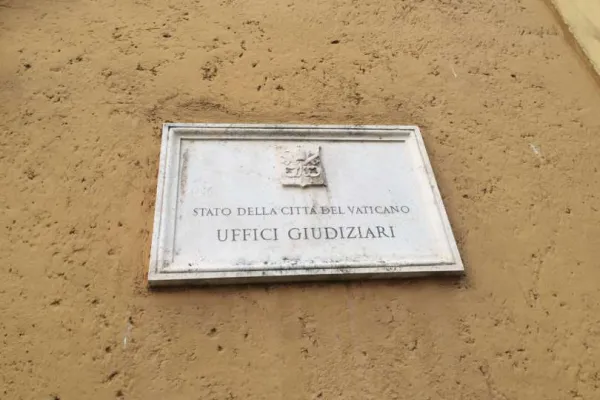 STATO DELLA CITTÀ DEL VATICANO
UFFICI GIUDIZIARI